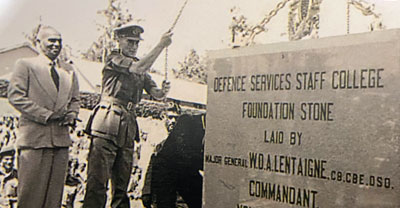 DEFENCE SERVICES STAFF COLLEGE
FOUNDATION STONE
LAID BY
MAJOR GENERAL W.D.A. LENTAIGNE, CB. CBE. DSO.
COMMANDANT